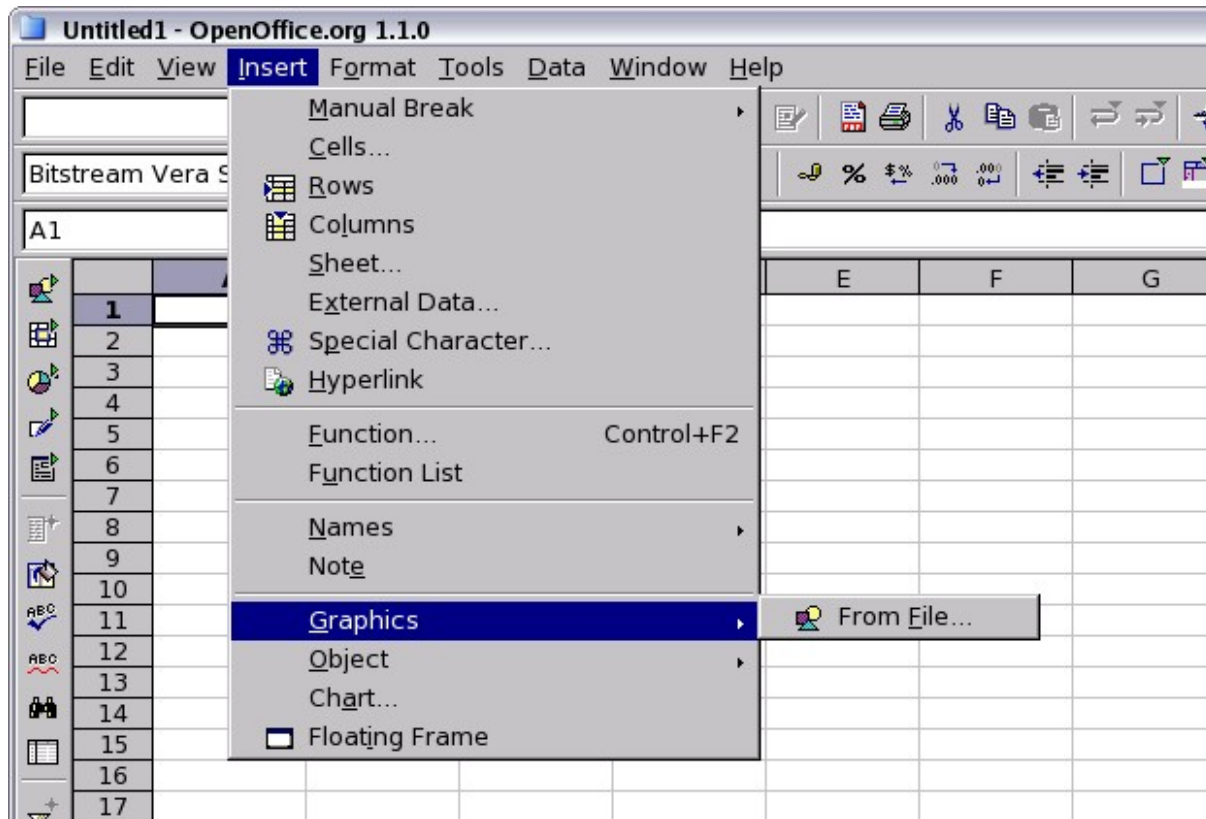 Untitled1 - OpenOffice.org 1.1.0
File Edit View Insert Format Tools Data Window Help
Manual Break
Cells...
Bitstream Vera S
Rows
A1
Columns
Sheet...
E F G
External Data...
1
Special Character...
2
Hyperlink
3
4
Function... Control+F2
5
Function List
6
7
Names
8
Note
9
10
Graphics
From File...
11
Object
12
Chart...
13
14
Floating Frame
15
16
17